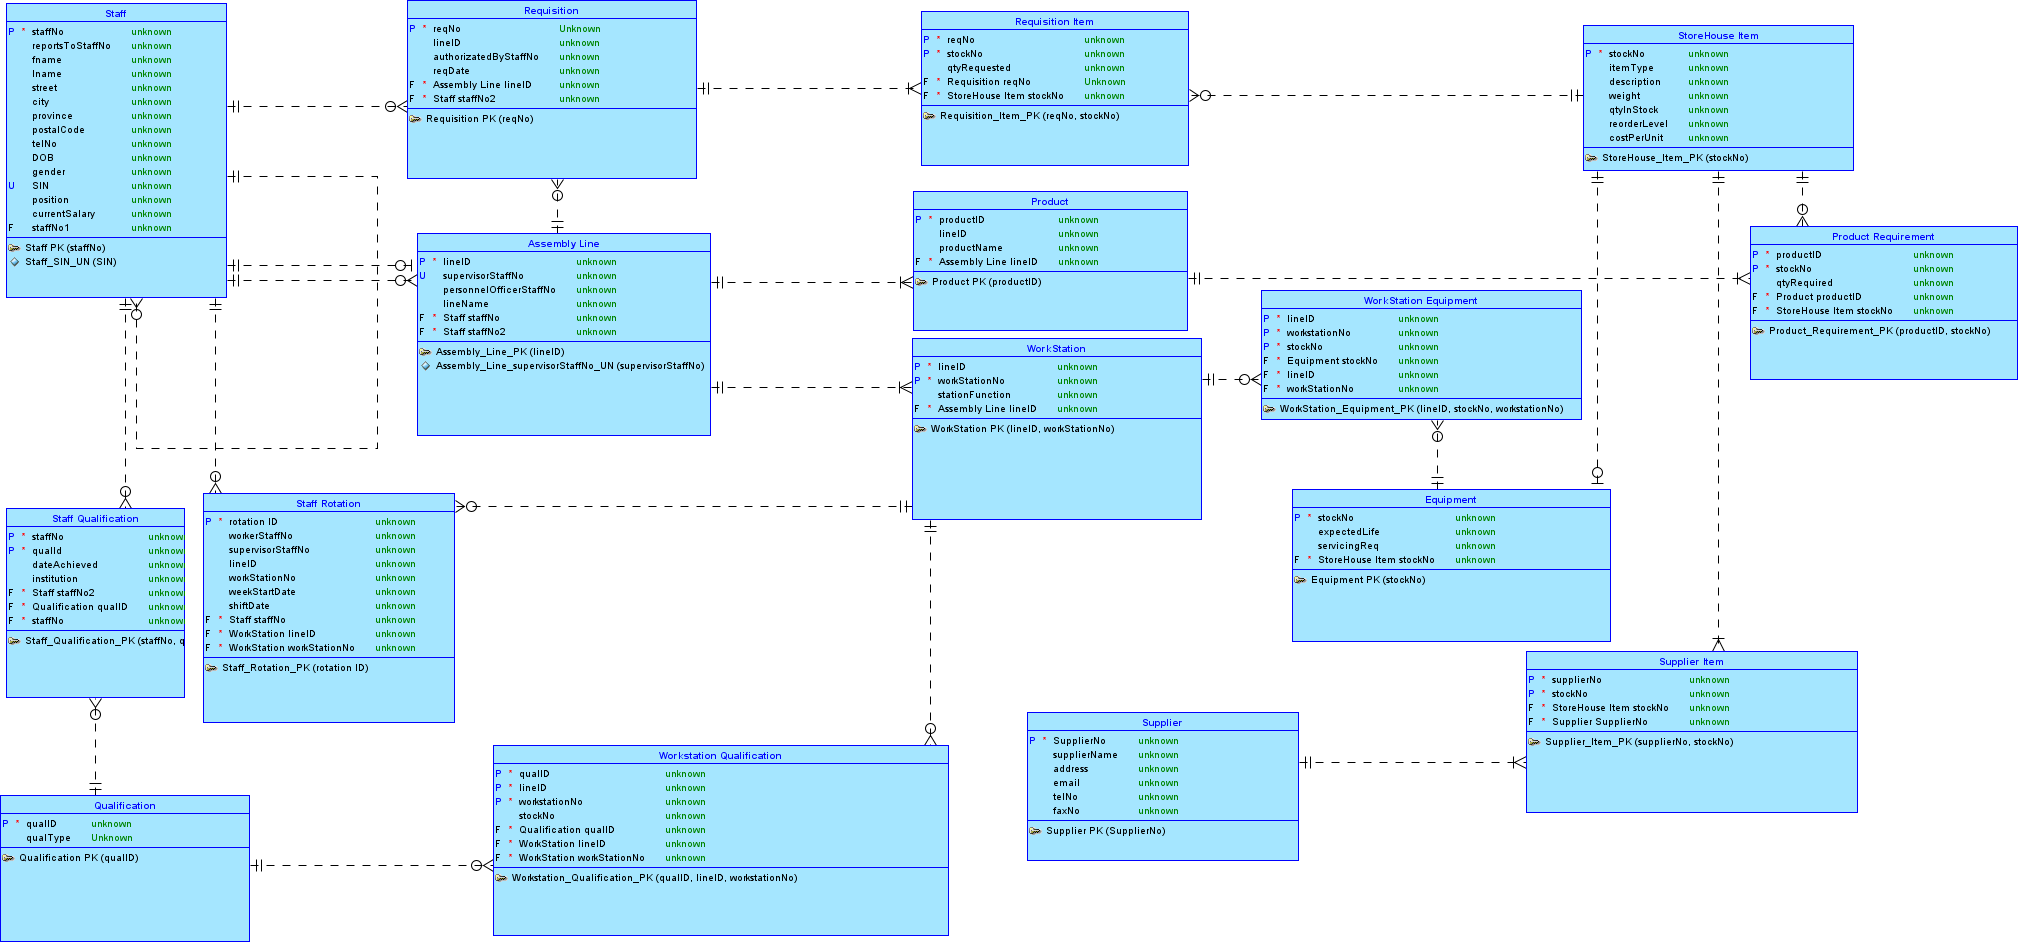 Staff
P * staffNo unknown
reportsToStaffNo unknown
fname unknown
lname unknown
street unknown
city unknown
province unknown
postalCode unknown
telNo unknown
DOB unknown
gender unknown
U SIN unknown
position unknown
currentSalary unknown
F staffNo1 unknown
Staff PK (staffNo)
Staff_SIN_UN (SIN)
Requisition
P * reqNo Unknown
lineID unknown
authorizatedByStaffNo unknown
reqDate unknown
F * Assembly Line lineID unknown
F * Staff staffNo2 unknown
Requisition PK (reqNo)
Requisition Item
P * reqNo unknown
P * stockNo unknown
qtyRequested unknown
F * Requisition reqNo Unknown
F * StoreHouse Item stockNo unknown
Requisition_Item_PK (reqNo, stockNo)
StoreHouse Item
P * stockNo unknown
itemType unknown
description unknown
weight unknown
qtyInStock unknown
reorderLevel unknown
costPerUnit unknown
StoreHouse_Item_PK (stockNo)
Assembly Line
P * lineID unknown
U supervisorStaffNo unknown
personnelOfficerStaffNo unknown
lineName unknown
F * Staff staffNo unknown
F * Staff staffNo2 unknown
Assembly_Line_PK (lineID)
Assembly_Line_supervisorStaffNo_UN (supervisorStaffNo)
Product
P * productID unknown
lineID unknown
productName unknown
F * Assembly Line lineID unknown
Product PK (productID)
Product Requirement
P * productID unknown
P * stockNo unknown
qtyRequired unknown
F * Product productID unknown
F * StoreHouse Item stockNo unknown
Product_Requirement_PK (productID, stockNo)
WorkStation Equipment
P * lineID unknown
P * workstationNo unknown
P * stockNo unknown
F * Equipment stockNo unknown
F * lineID unknown
F * workStationNo unknown
WorkStation_Equipment_PK (lineID, stockNo, workstationNo)
WorkStation
P * lineID unknown
P * workStationNo unknown
stationFunction unknown
F * Assembly Line lineID unknown
WorkStation PK (lineID, workStationNo)
Staff Qualification
P * staffNo unknow
P * qualId unknow
dateAchieved unknow
institution unknow
F * Staff staffNo2 unknow
F * Qualification qualID unknow
F * staffNo unknow
Staff_Qualification_PK (staffNo, q
Staff Rotation
P * rotation ID unknown
workerStaffNo unknown
supervisorStaffNo unknown
lineID unknown
workStationNo unknown
weekStartDate unknown
shiftDate unknown
F * Staff staffNo unknown
F * WorkStation lineID unknown
F * WorkStation workStationNo unknown
Staff_Rotation_PK (rotation ID)
Equipment
P * stockNo unknown
expectedLife unknown
servicingReq unknown
F * StoreHouse Item stockNo unknown
Equipment PK (stockNo)
Supplier Item
P * supplierNo unknown
P * stockNo unknown
F * StoreHouse Item stockNo unknown
F * Supplier SupplierNo unknown
Supplier_Item_PK (supplierNo, stockNo)
Supplier
P * SupplierNo unknown
supplierName unknown
address unknown
email unknown
telNo unknown
faxNo unknown
Supplier PK (SupplierNo)
Workstation Qualification
P * qualID unknown
P * lineID unknown
P * workstationNo unknown
stockNo unknown
F * Qualification qualID unknown
F * WorkStation lineID unknown
F * WorkStation workStationNo unknown
Workstation_Qualification_PK (qualID, lineID, workstationNo)
Qualification
P * qualID unknown
qualType Unknown
Qualification PK (qualID)